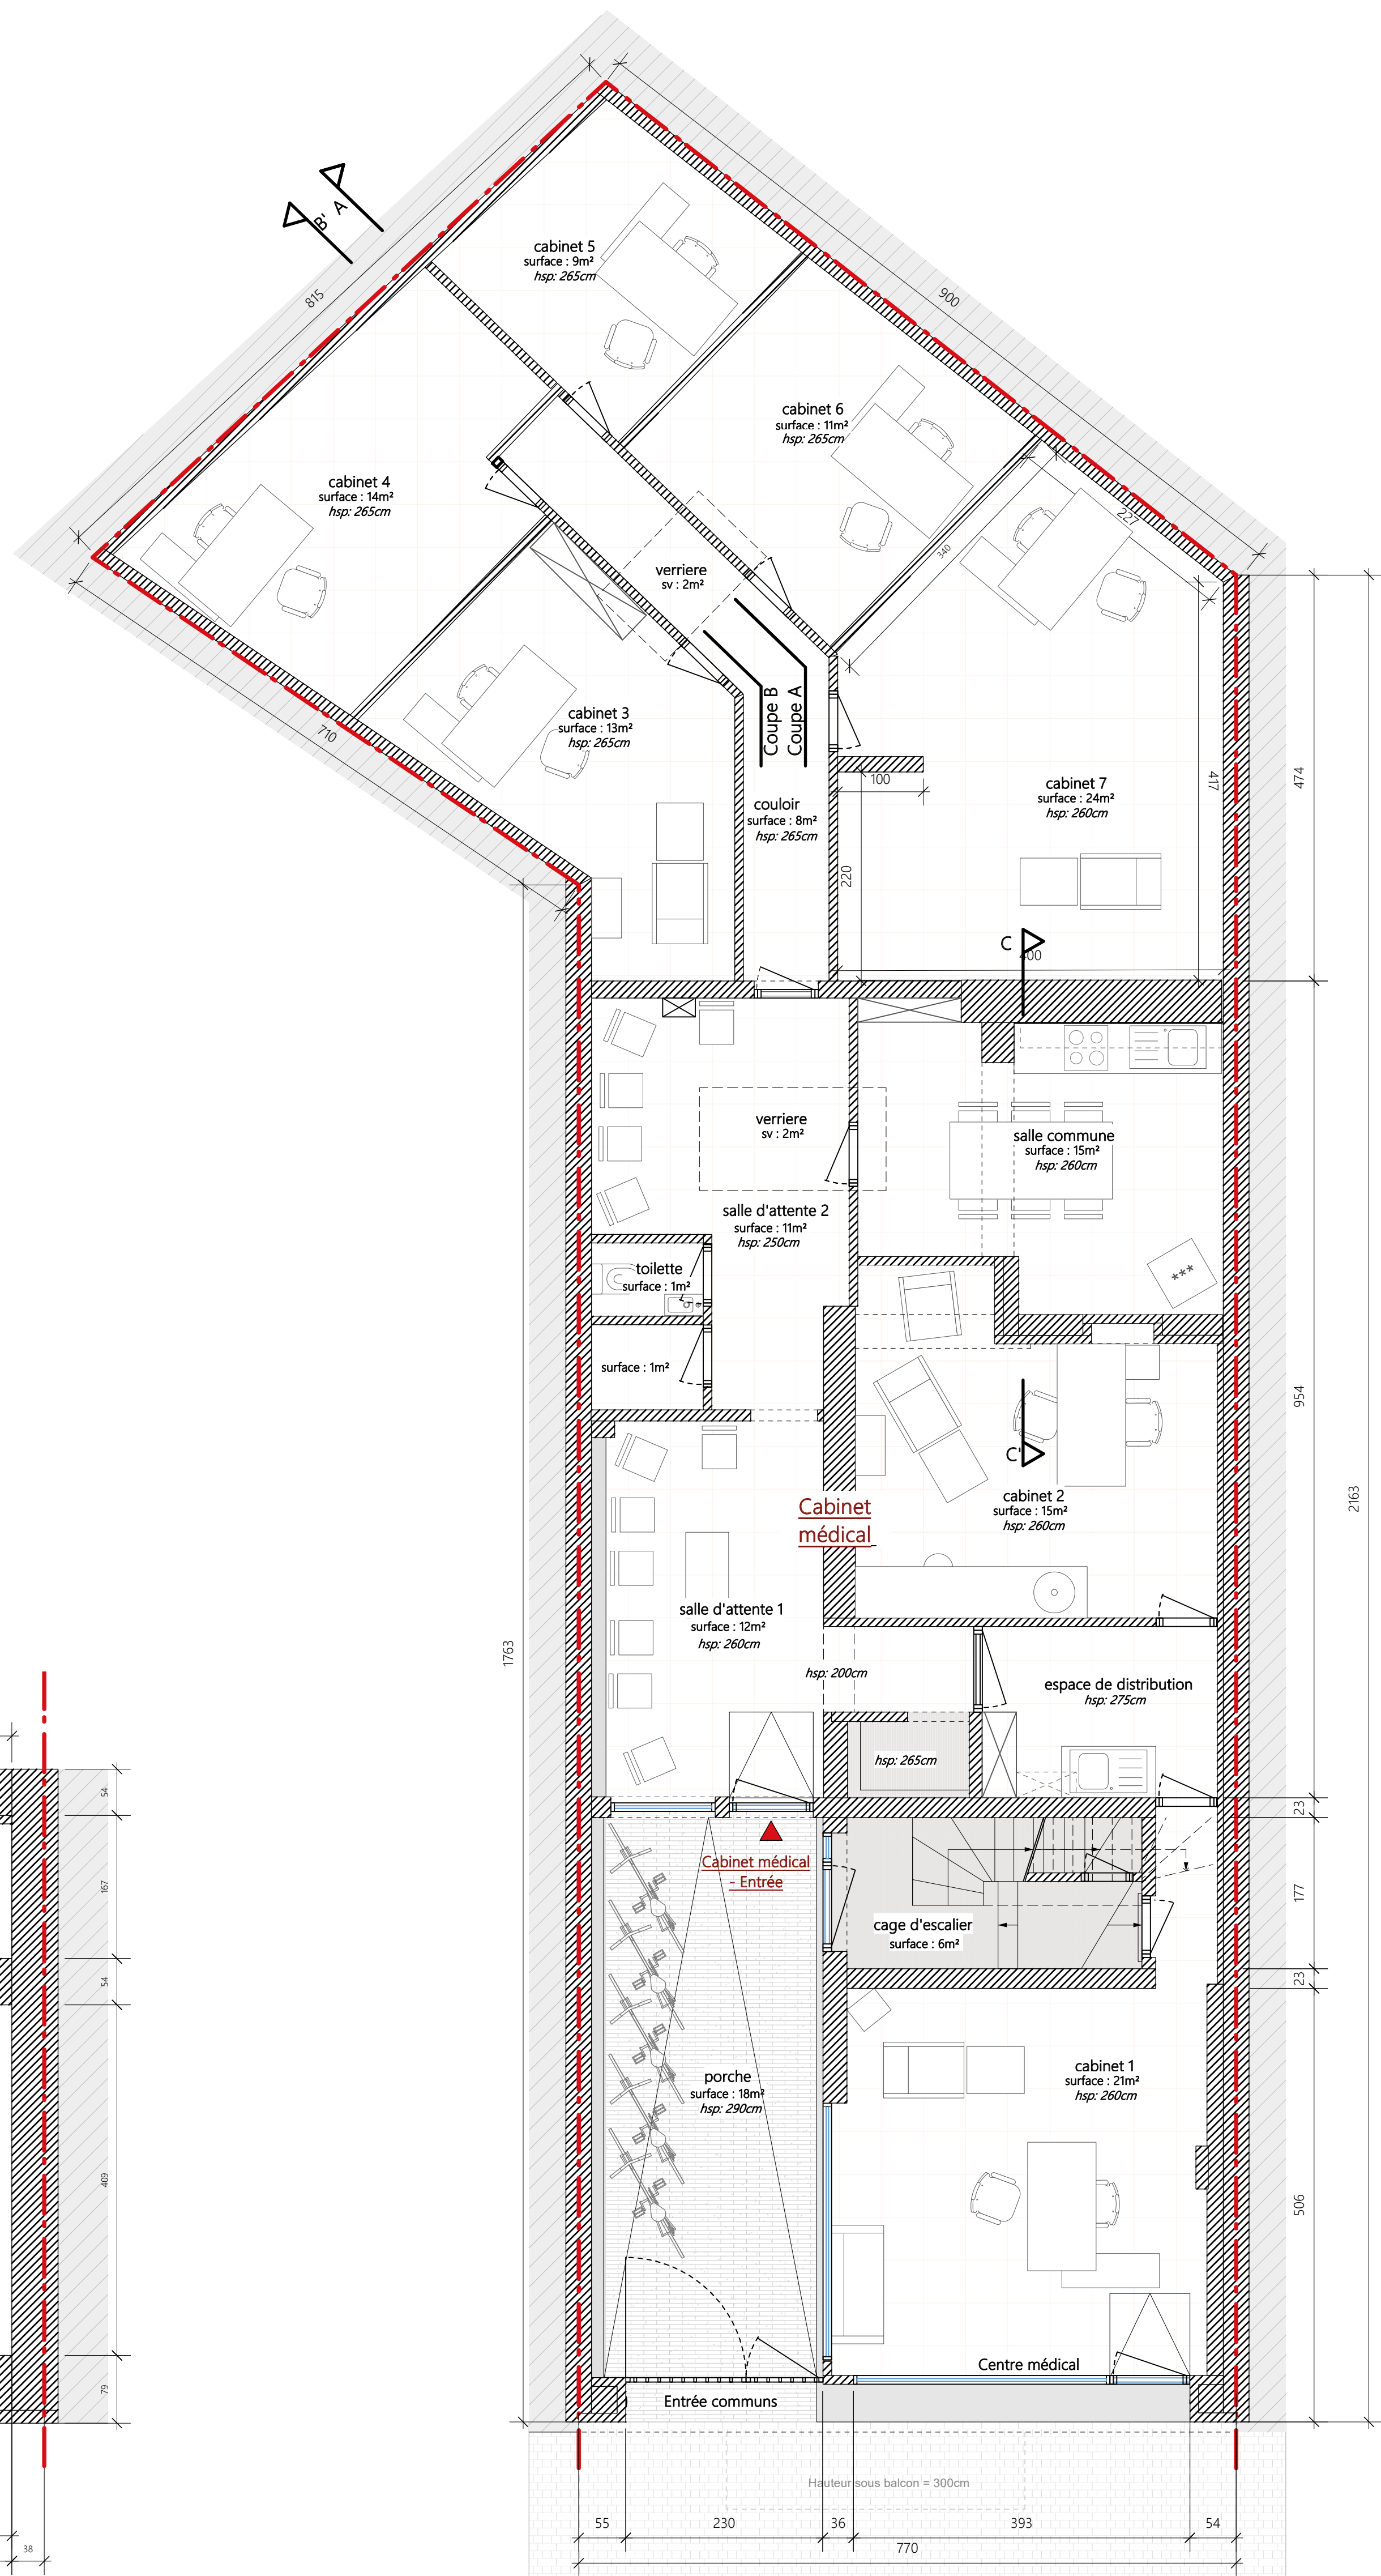 815
900
B'
A
cabinet 5
surface : 9m²
hsp: 265cm
cabinet 6
surface : 11m²
hsp: 265cm
cabinet 4
surface : 14m²
hsp: 265cm
227
340
verriere
sv : 2m²
710
cabinet 3
surface : 13m²
hsp: 265cm
Coupe B
Coupe A
100
417
474
cabinet 7
surface : 24m²
hsp: 260cm
couloir
surface : 8m²
hsp: 265cm
220
C
verriere
sv : 2m²
salle commune
surface : 15m²
hsp: 260cm
salle d'attente 2
surface : 11m²
hsp: 250cm
toilette
surface : 1m²
***
surface : 1m²
954
2163
C'
cabinet 2
surface : 15m²
hsp: 260cm
Cabinet
médical
salle d'attente 1
surface : 12m²
hsp: 260cm
1763
hsp: 200cm
espace de distribution
hsp: 275cm
hsp: 265cm
54
23
Cabinet médical
- Entrée
167
177
cage d'escalier
surface : 6m²
54
23
porche
surface : 18m²
hsp: 290cm
cabinet 1
surface : 21m²
hsp: 260cm
409
506
Centre médical
79
Entrée communs
Hauteur sous balcon = 300cm
55
230
36
393
54
38
770